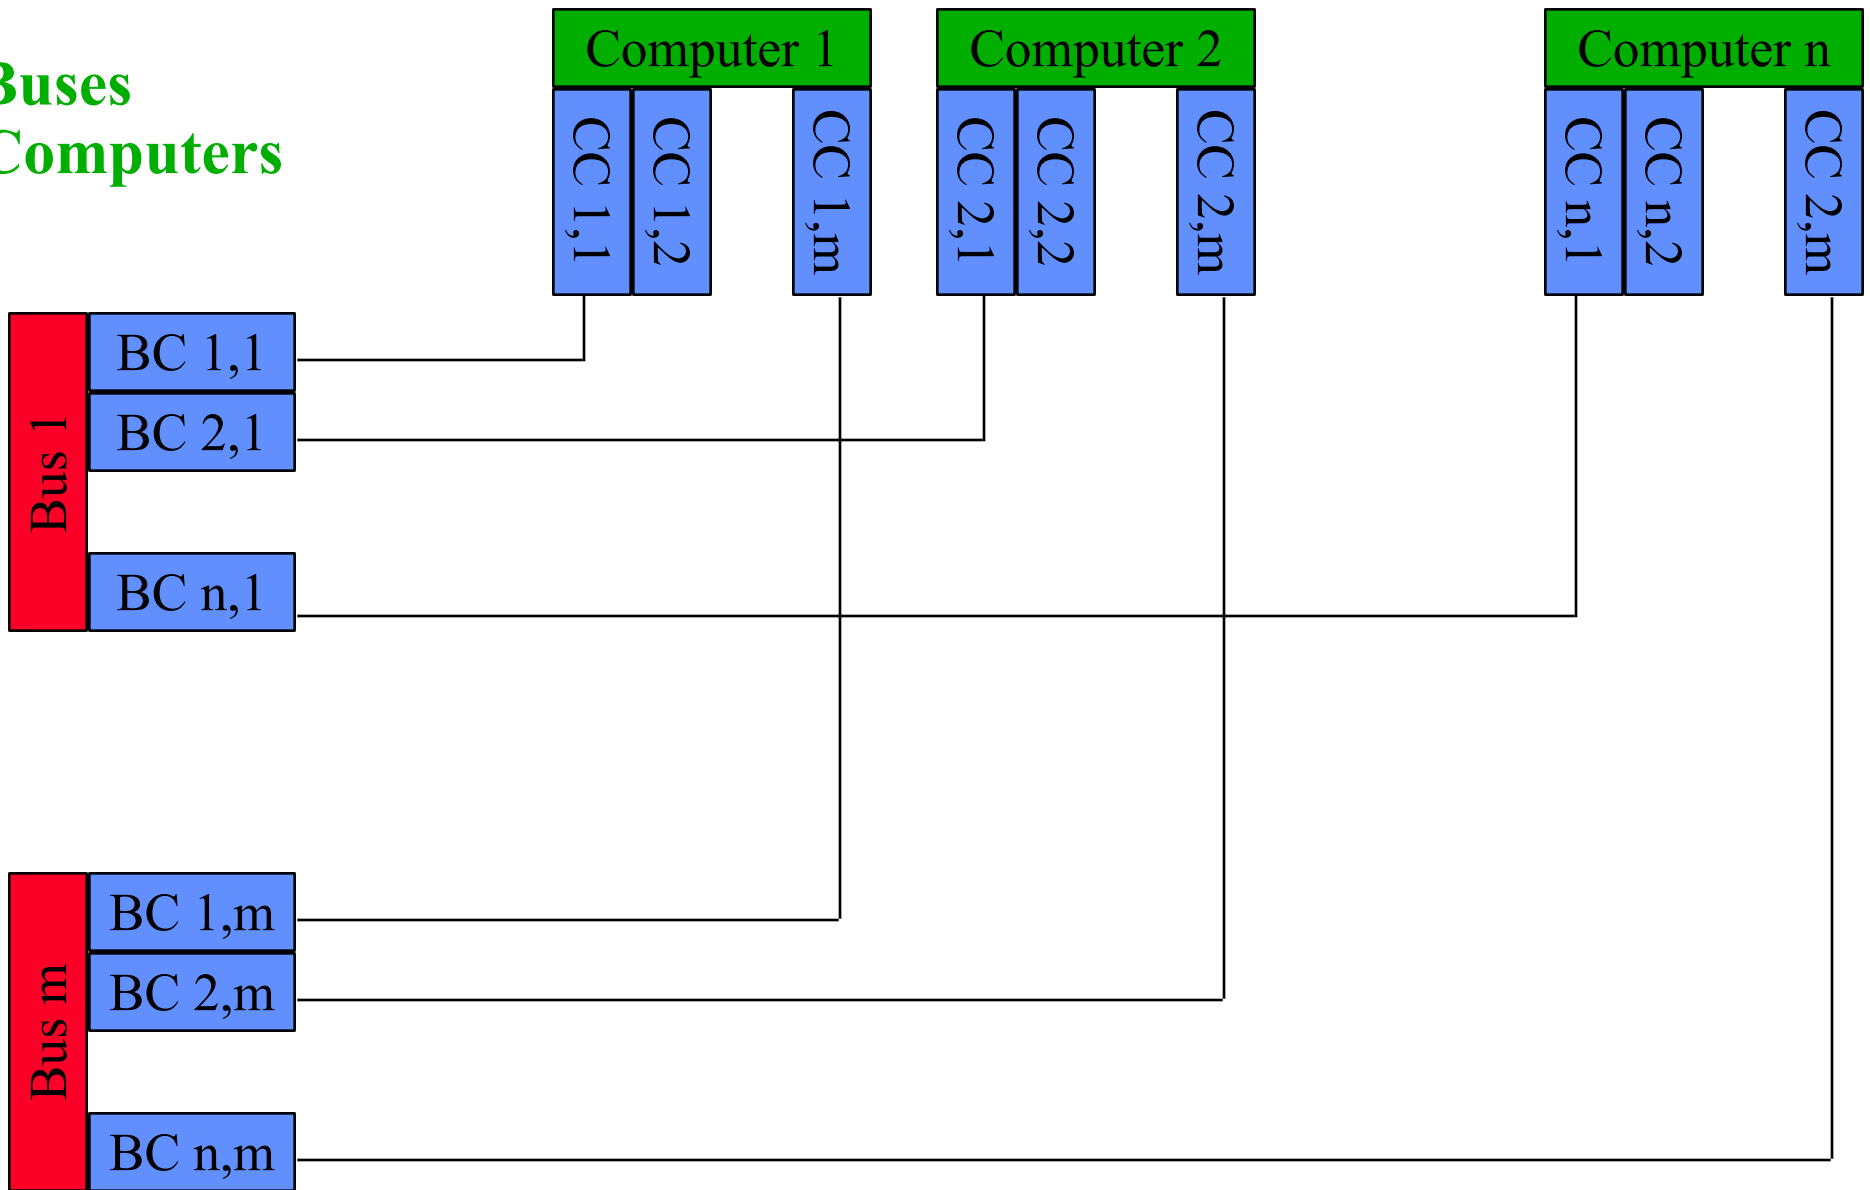 Buses
Computers
Computer 1
Computer 2
Computer n
CC 1,1
CC 1,2
CC 1,m
CC 2,1
CC 2,2
CC 2,m
CC n,1
CC n,2
CC 2,m
Bus 1
BC 1,1
BC 2,1
BC n,1
Bus m
BC 1,m
BC 2,m
BC n,m